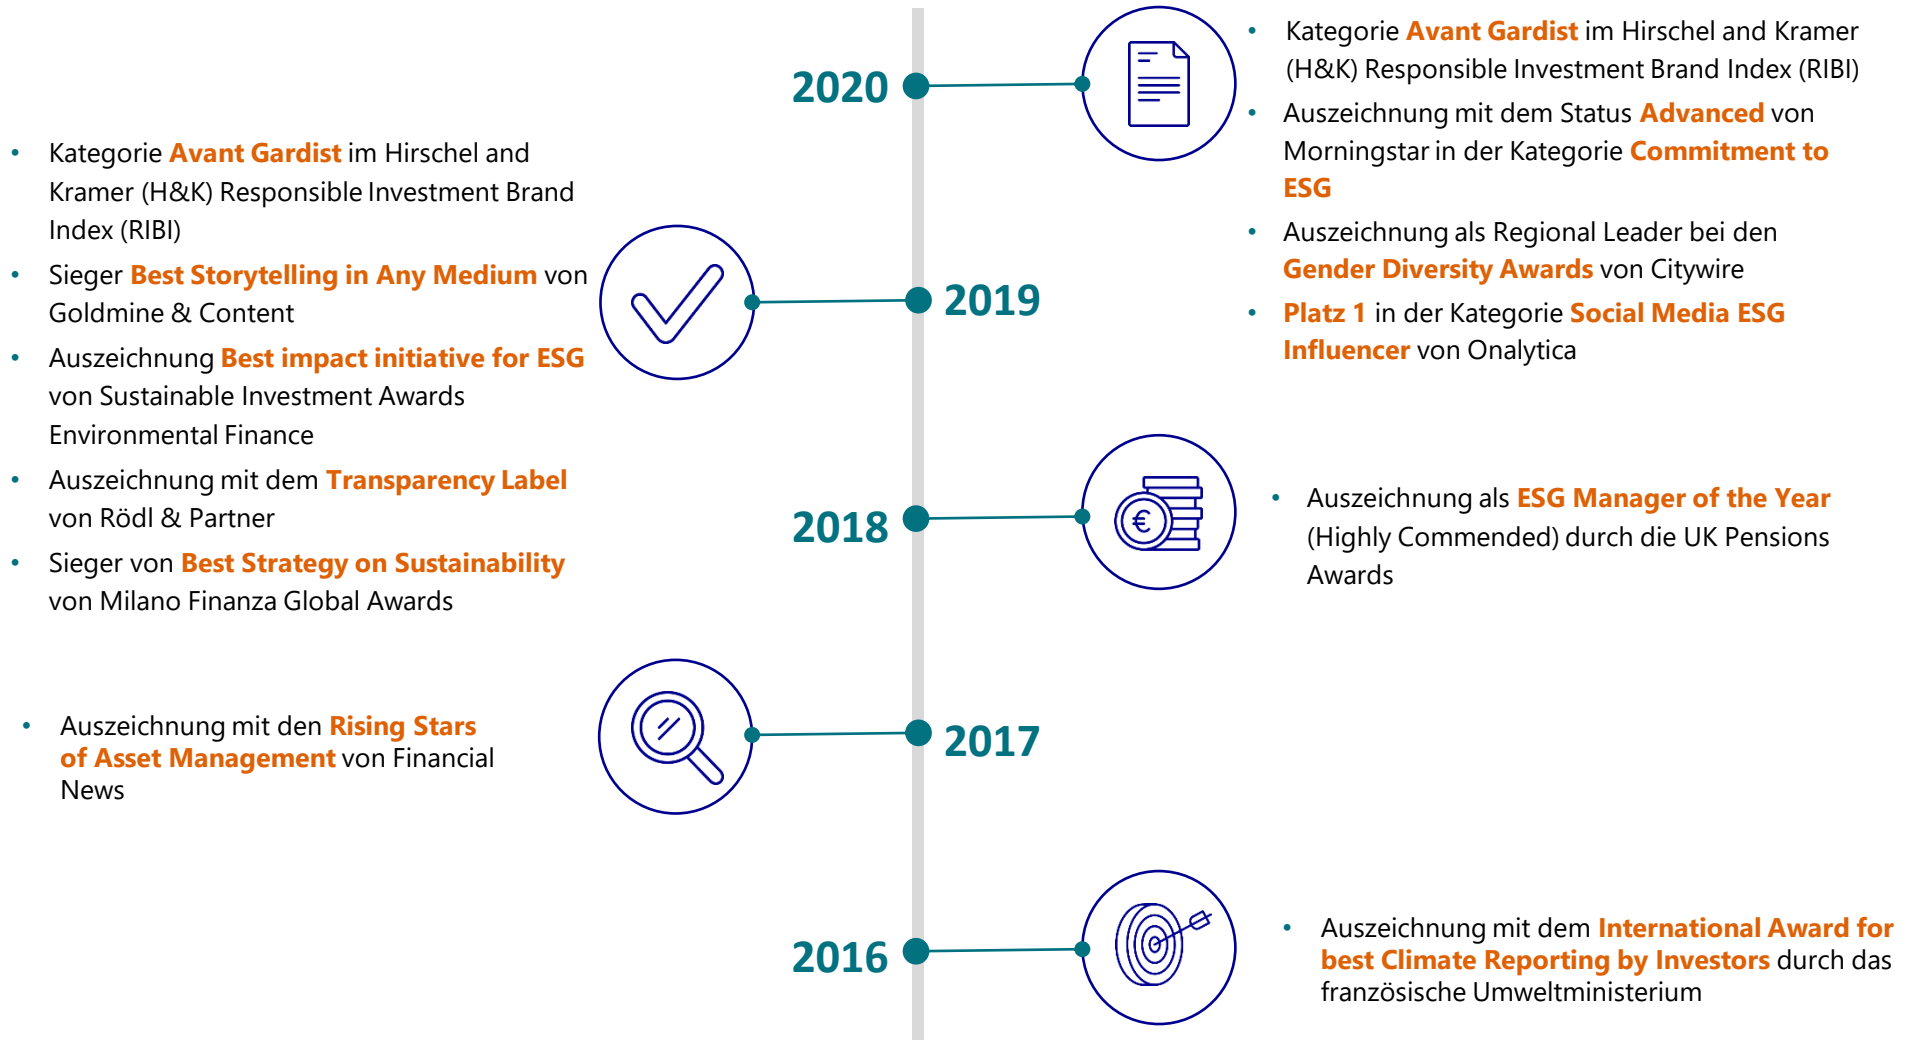 2020
• Kategorie Avant Gardist im Hirschel and Kramer
(H&K) Responsible Investment Brand Index (RIBI)
• Auszeichnung mit dem Status Advanced von
Morningstar in der Kategorie Commitment to
ESG
• Auszeichnung als Regional Leader bei den
Gender Diversity Awards von Citywire
• Platz 1 in der Kategorie Social Media ESG
Influencer von Onalytica
• Kategorie Avant Gardist im Hirschel and
Kramer (H&K) Responsible Investment Brand
Index (RIBI)
• Sieger Best Storytelling in Any Medium von
Goldmine & Content
• Auszeichnung Best impact initiative for ESG
von Sustainable Investment Awards
Environmental Finance
• Auszeichnung mit dem Transparency Label
von Rödl & Partner
• Sieger von Best Strategy on Sustainability
von Milano Finanza Global Awards
2019
2018
€
• Auszeichnung als ESG Manager of the Year
(Highly Commended) durch die UK Pensions
Awards
• Auszeichnung mit den Rising Stars
of Asset Management von Financial
News
2017
2016
• Auszeichnung mit dem International Award for
best Climate Reporting by Investors durch das
französische Umweltministerium